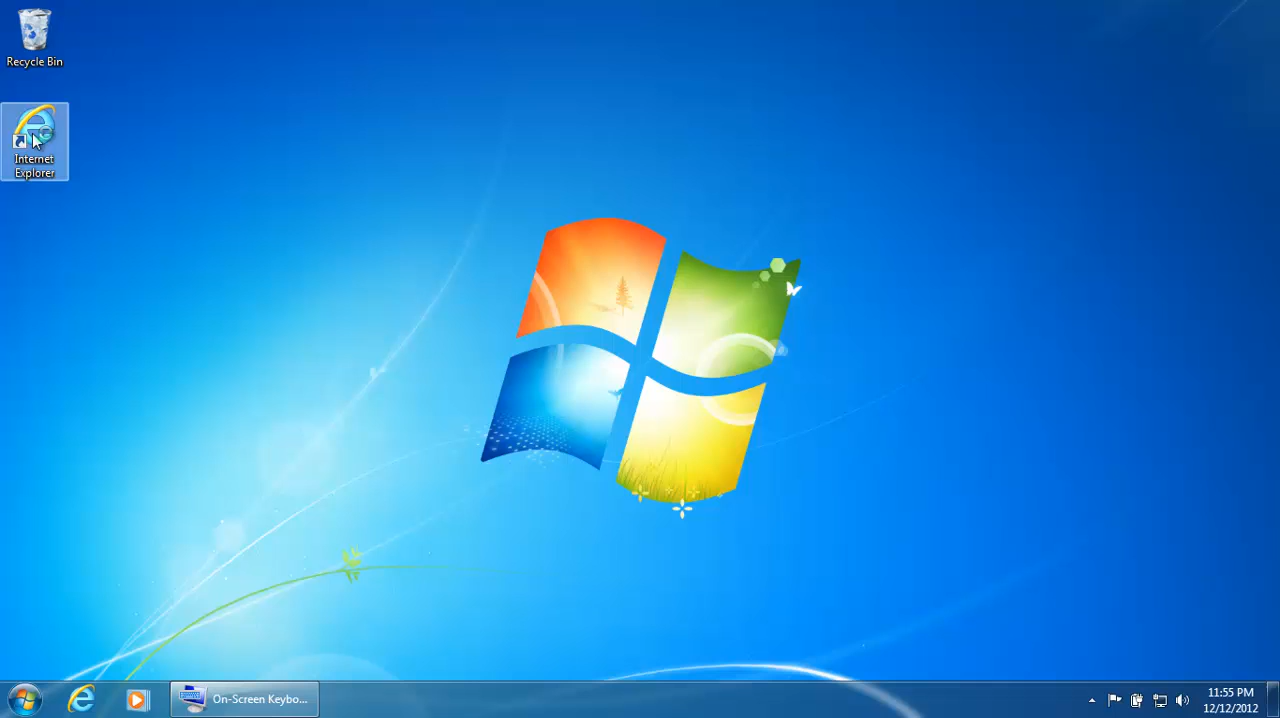 Recycle Bin
Internet
Explorer
On-Screen Keybo...
11:55 PM
12/12/2012